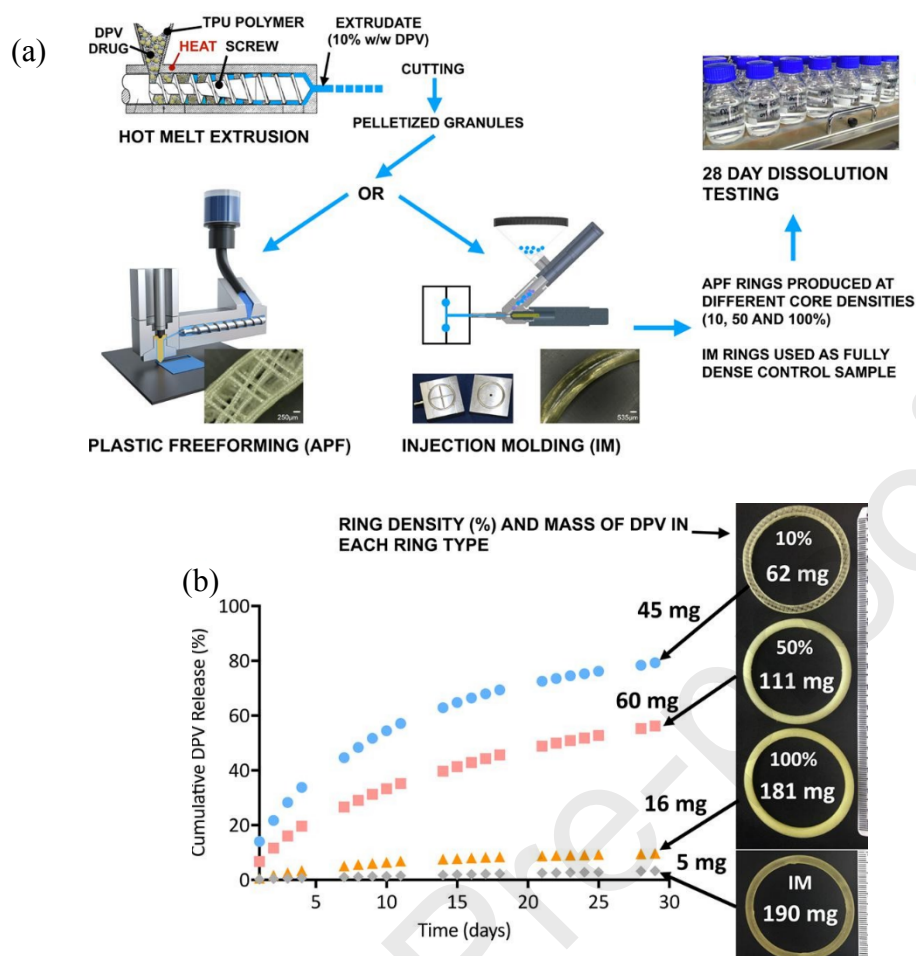 (a)
DPV
DRUG
TPU POLYMER
HEAT
SCREW
EXTRUDATE
(10% w/w DPV)
HOT MELT EXTRUSION
CUTTING
PELLETIZED GRANULES
OR
28 DAY DISSOLUTION
TESTING
APF RINGS PRODUCED AT
DIFFERENT CORE DENSITIES
(10, 50 AND 100%)
IM RINGS USED AS FULLY
DENSE CONTROL SAMPLE
250μm
535μm
PLASTIC FREEFORMING (APF)
INJECTION MOLDING (IM)
RING DENSITY (%) AND MASS OF DPV IN
EACH RING TYPE
(b)
Cumulative DPV Release (%)
100
80
60
40
20
0
5
10
15
20
25
30
Time (days)
45 mg
60 mg
16 mg
5 mg
10%
62 mg
50%
111 mg
100%
181 mg
IM
190 mg